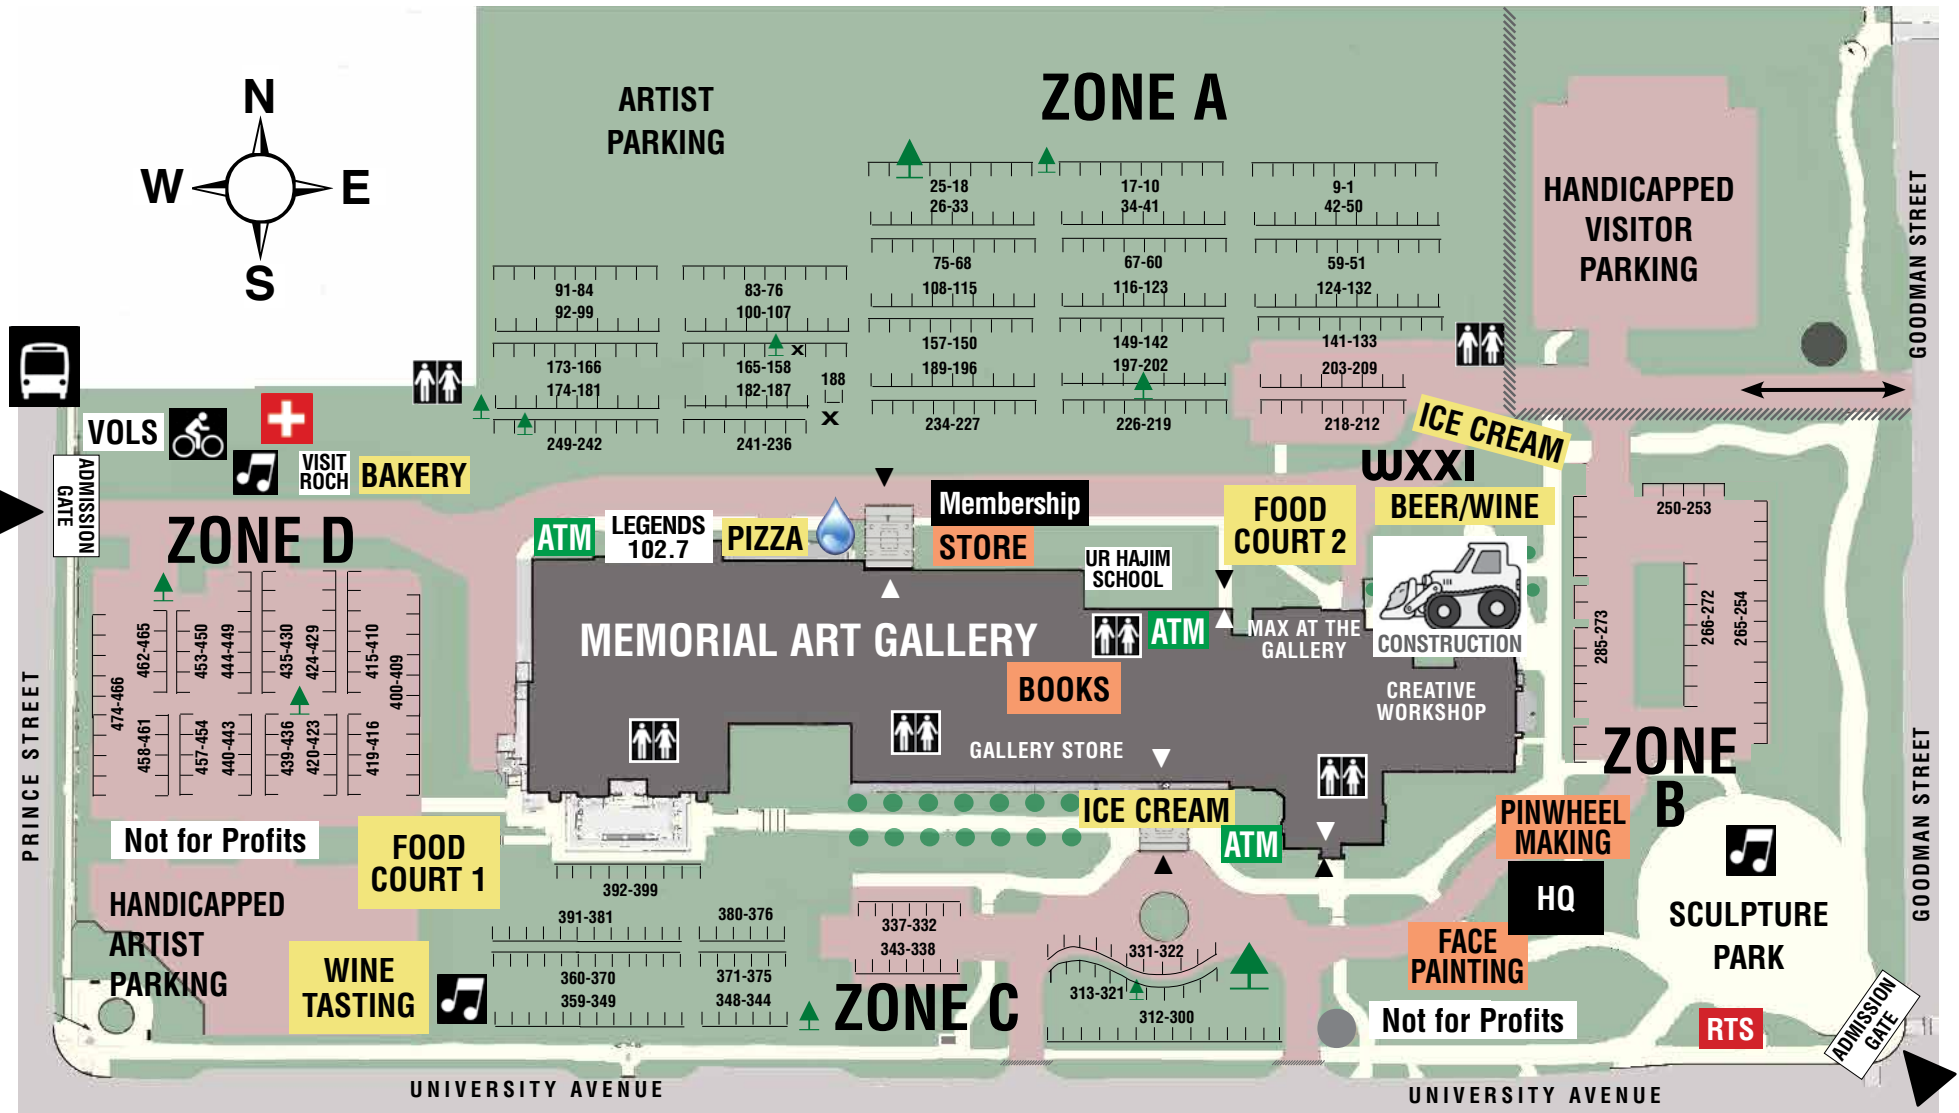 N
W
E
S
ARTIST
PARKING
ZONE A
HANDICAPPED
VISITOR
PARKING
GOODMAN STREET
25-18
26-33
17-10
34-41
9-1
42-50
75-68
108-115
67-60
116-123
59-51
124-132
91-84
92-99
83-76
100-107
x
157-150
189-196
149-142
197-202
141-133
203-209
173-166
174-181
165-158
182-187
188
x
249-242
241-236
234-227
226-219
218-212
ICE CREAM
VOLS
VISIT
ROCH
BAKERY
ADMISSION
GATE
ZONE D
WXXI
BEER/WINE
FOOD
COURT 2
Membership
STORE
ATM
LEGENDS
102.7
PIZZA
UR HAJIM
SCHOOL
250-253
285-273
266-272
265-254
MEMORIAL ART GALLERY
ATM
MAX AT THE
GALLERY
CONSTRUCTION
BOOKS
CREATIVE
WORKSHOP
GALLERY STORE
PRINCE STREET
474-466
462-465
453-450
444-449
435-430
424-429
415-410
400-409
458-461
457-454
440-443
439-436
420-423
419-416
ZONE
B
GOODMAN STREET
ICE CREAM
ATM
PINWHEEL
MAKING
HQ
Not for Profits
FOOD
COURT 1
HANDICAPPED
ARTIST
PARKING
WINE
TASTING
392-399
391-381
380-376
360-370
359-349
371-375
348-344
337-332
343-338
ZONE C
331-322
313-321
312-300
FACE
PAINTING
SCULPTURE
PARK
Not for Profits
RTS
ADMISSION
GATE
UNIVERSITY AVENUE
UNIVERSITY AVENUE